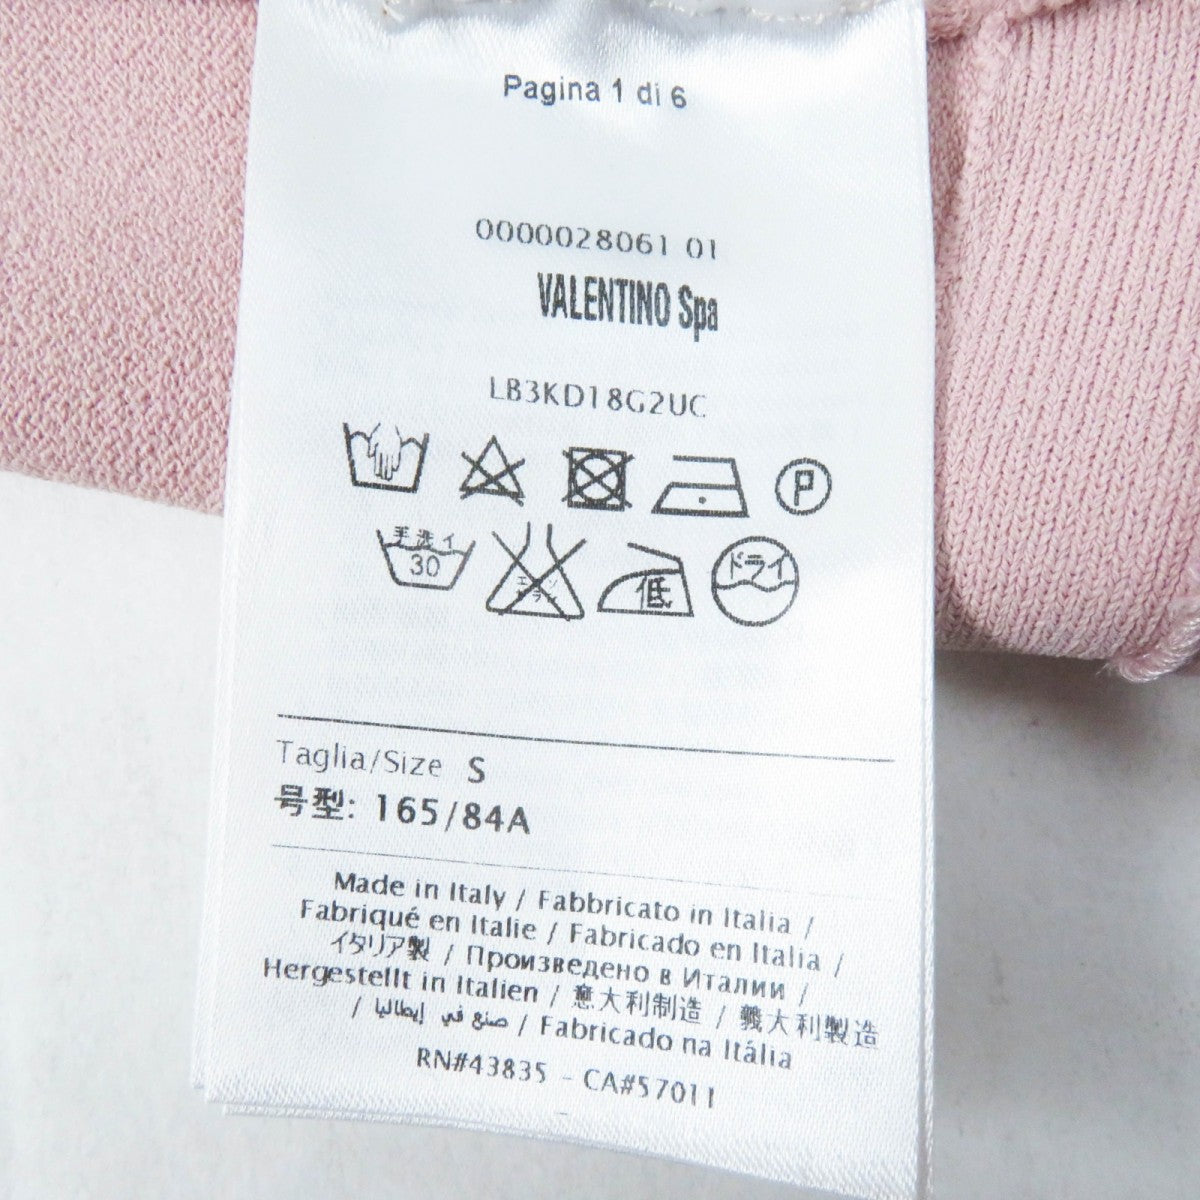 Pagina 1 di 6
0000028061 01
VALENTINO Spa
LB3KD18G2UC
P
手洗イ
30
エンソ
低
ドライ
Taglia/Size S
号型: 165/84A
Made in Italy / Fabbricato in Italia /
Fabriqué en Italie / Fabricado en Italia /
イタリア製 / Произведено в Италии /
Hergestellt in Italien / 意大利制造 / 義大利製造
/ صنع في إيطاليا / Fabricado na Itália
RN#43835 - CA#57011